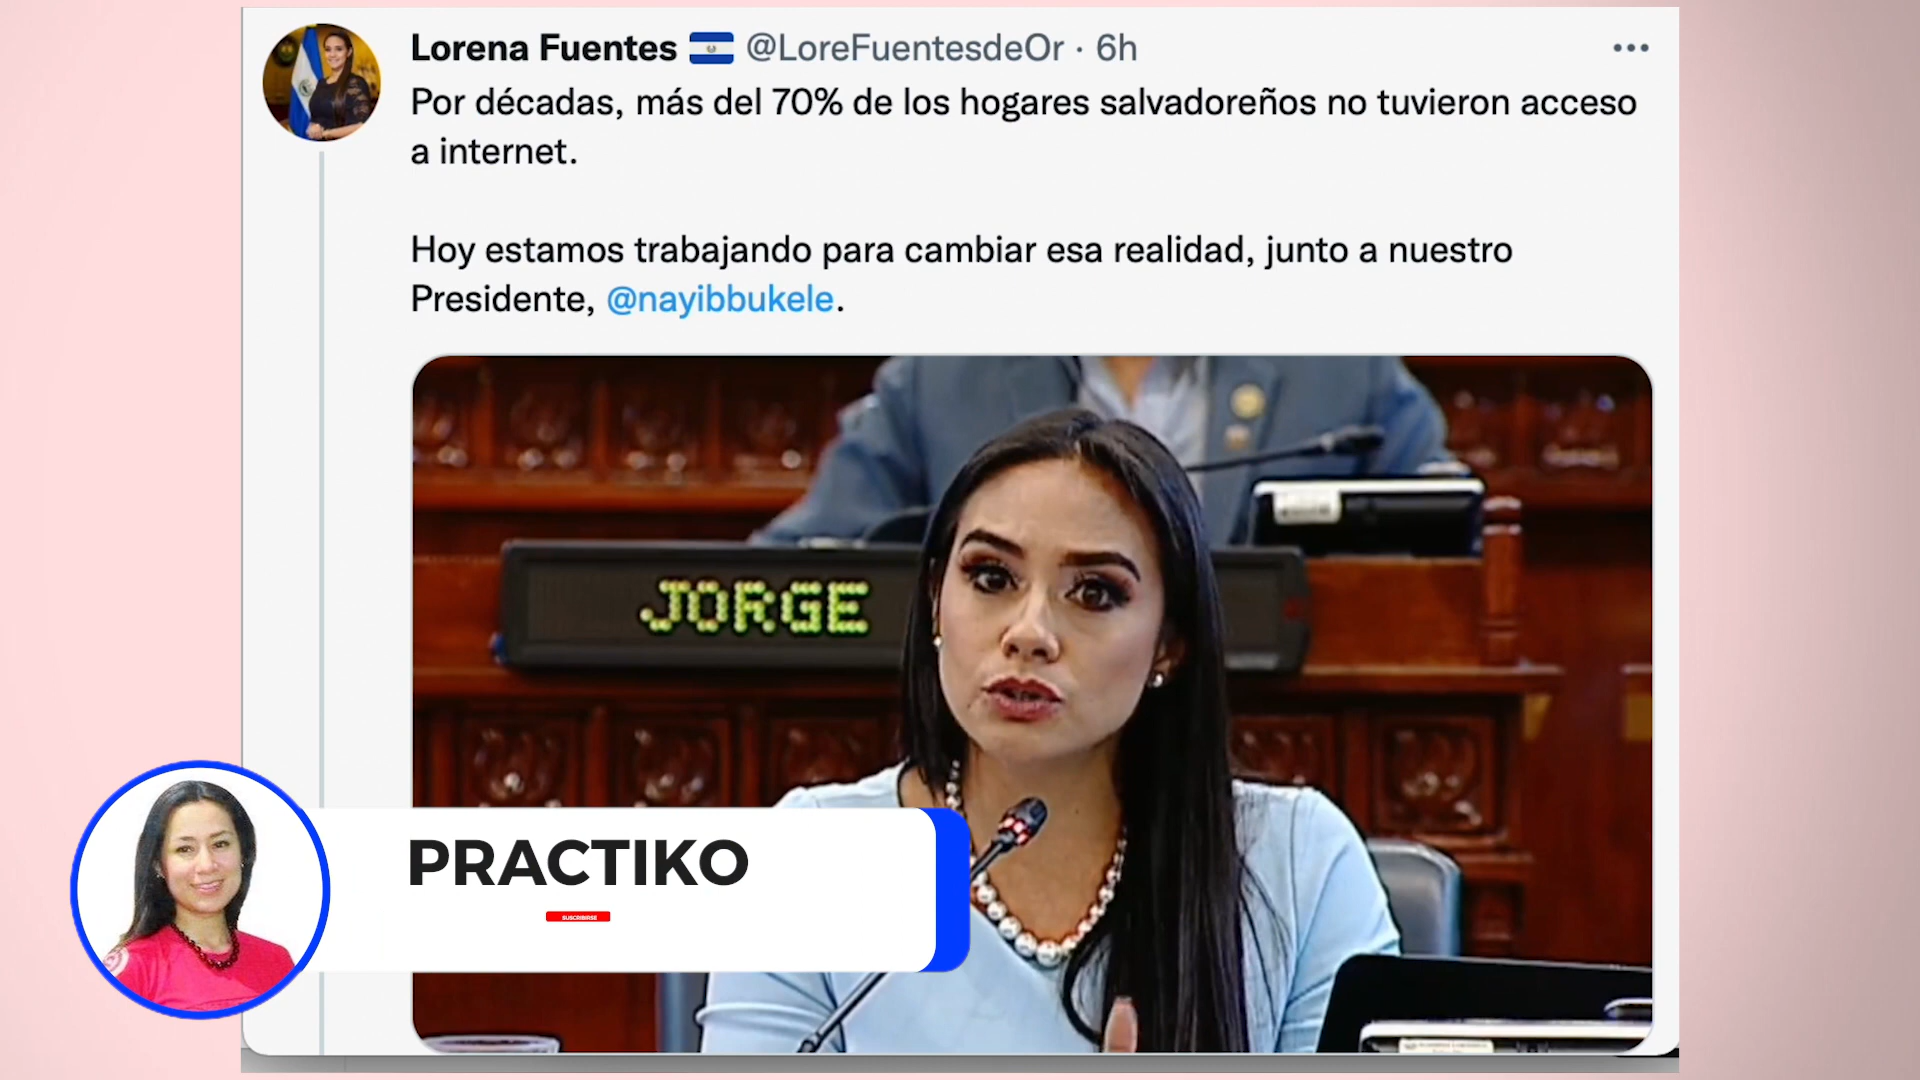 Lorena Fuentes @LoreFuentesdeOr · 6h
Por décadas, más del 70% de los hogares salvadoreños no tuvieron acceso
a internet.
Hoy estamos trabajando para cambiar esa realidad, junto a nuestro
Presidente, @nayibbukele.
JORGE
PRACTIKO
SUSCRIBIRSE